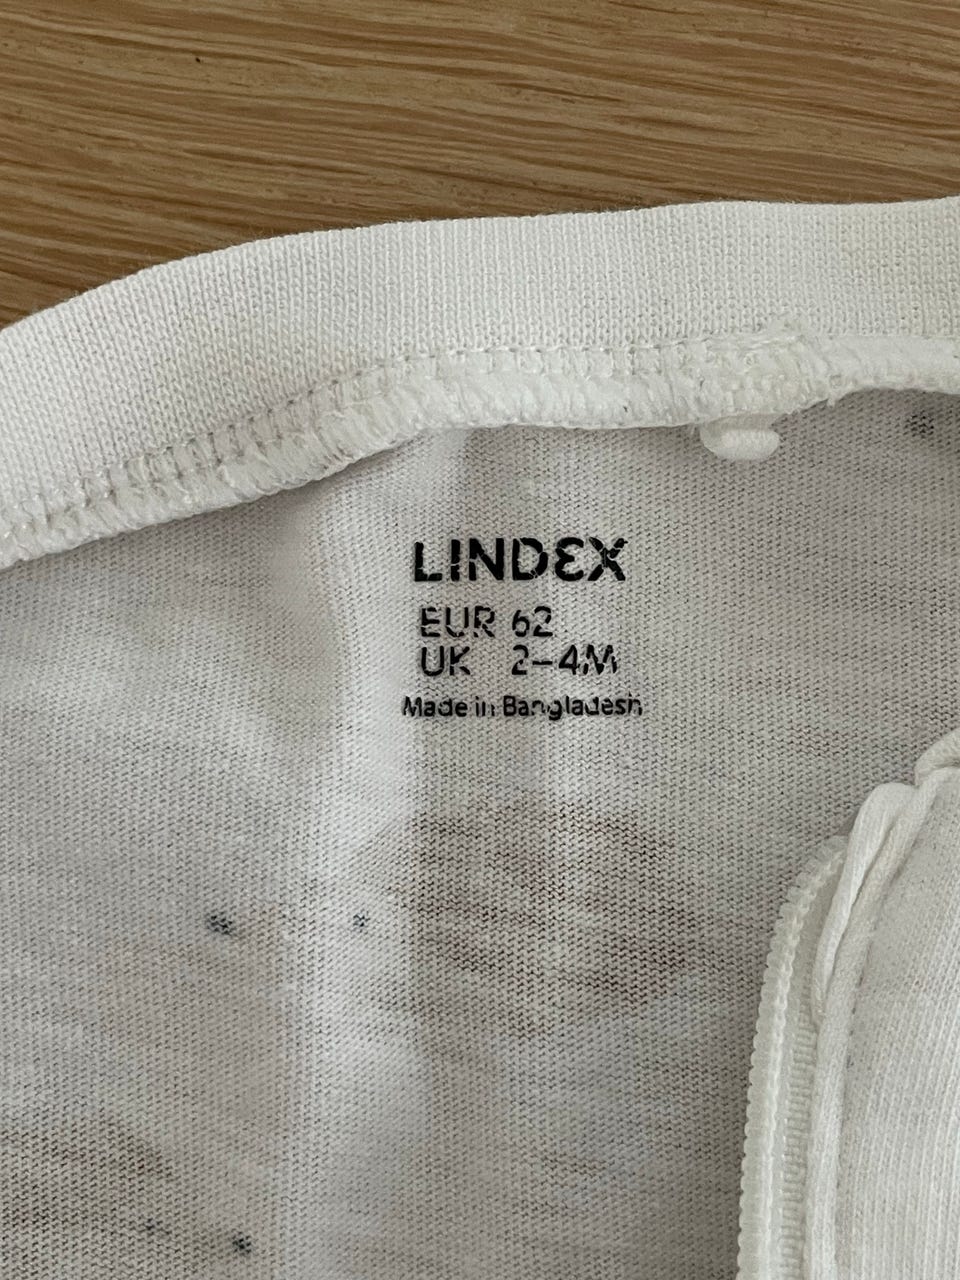 LINDEX
EUR 62
UK 2-4M
Made in Bangladesh